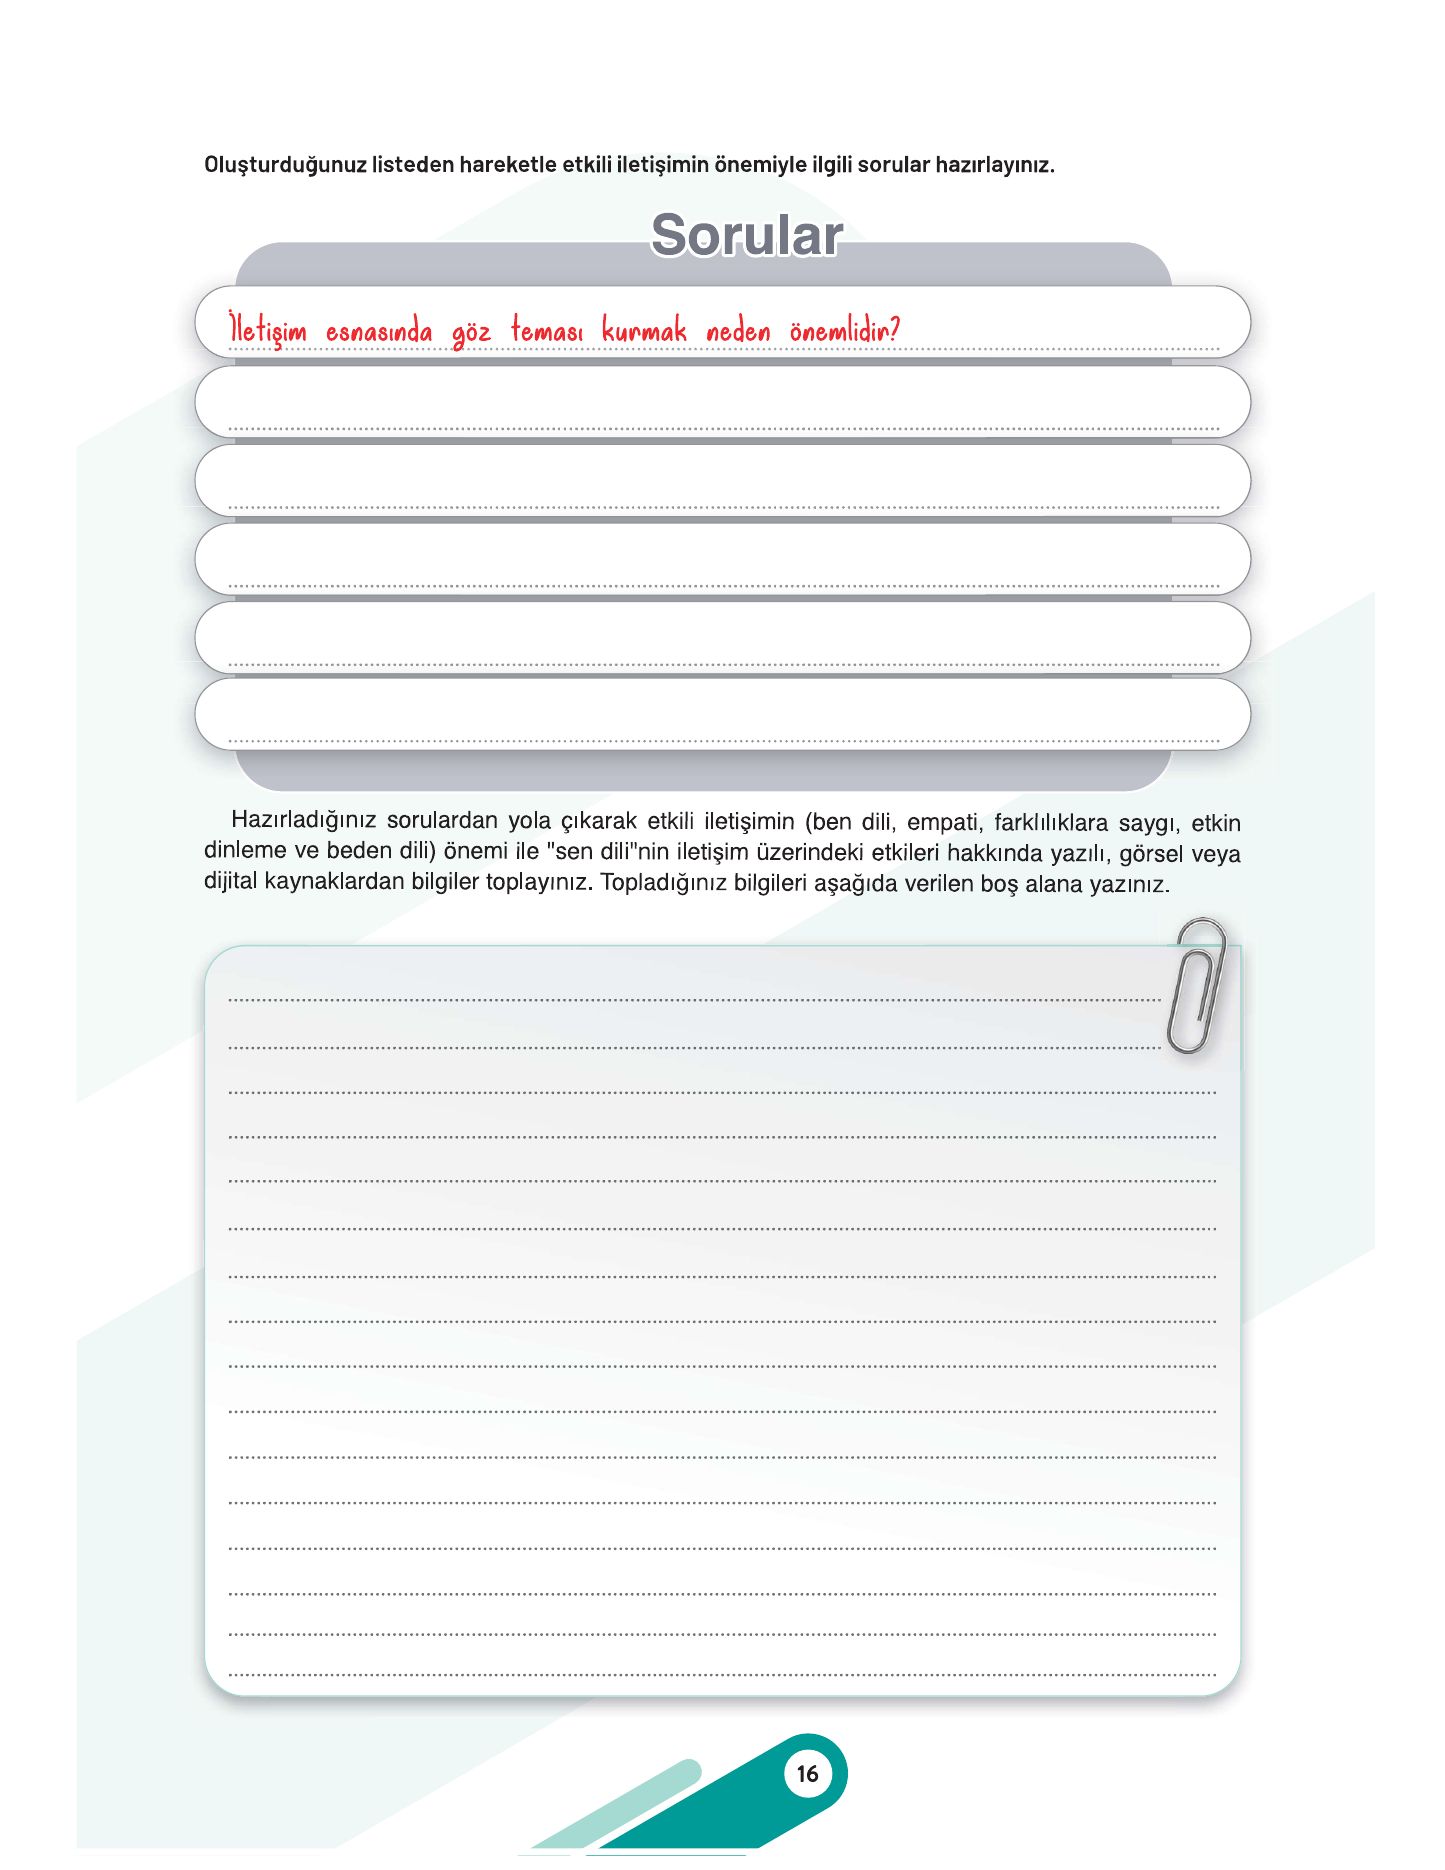 Oluşturduğunuz listeden hareketle etkili iletişimin önemiyle ilgili sorular hazırlayınız.
Sorular
İletişim esnasında göz teması kurmak neden önemlidir?
Hazırladığınız sorulardan yola çıkarak etkili iletişimin (ben dili, empati, farklılıklara saygı, etkin
dinleme ve beden dili) önemi ile "sen dili"nin iletişim üzerindeki etkileri hakkında yazılı, görsel veya
dijital kaynaklardan bilgiler toplayınız. Topladığınız bilgileri aşağıda verilen boş alana yazınız.
16